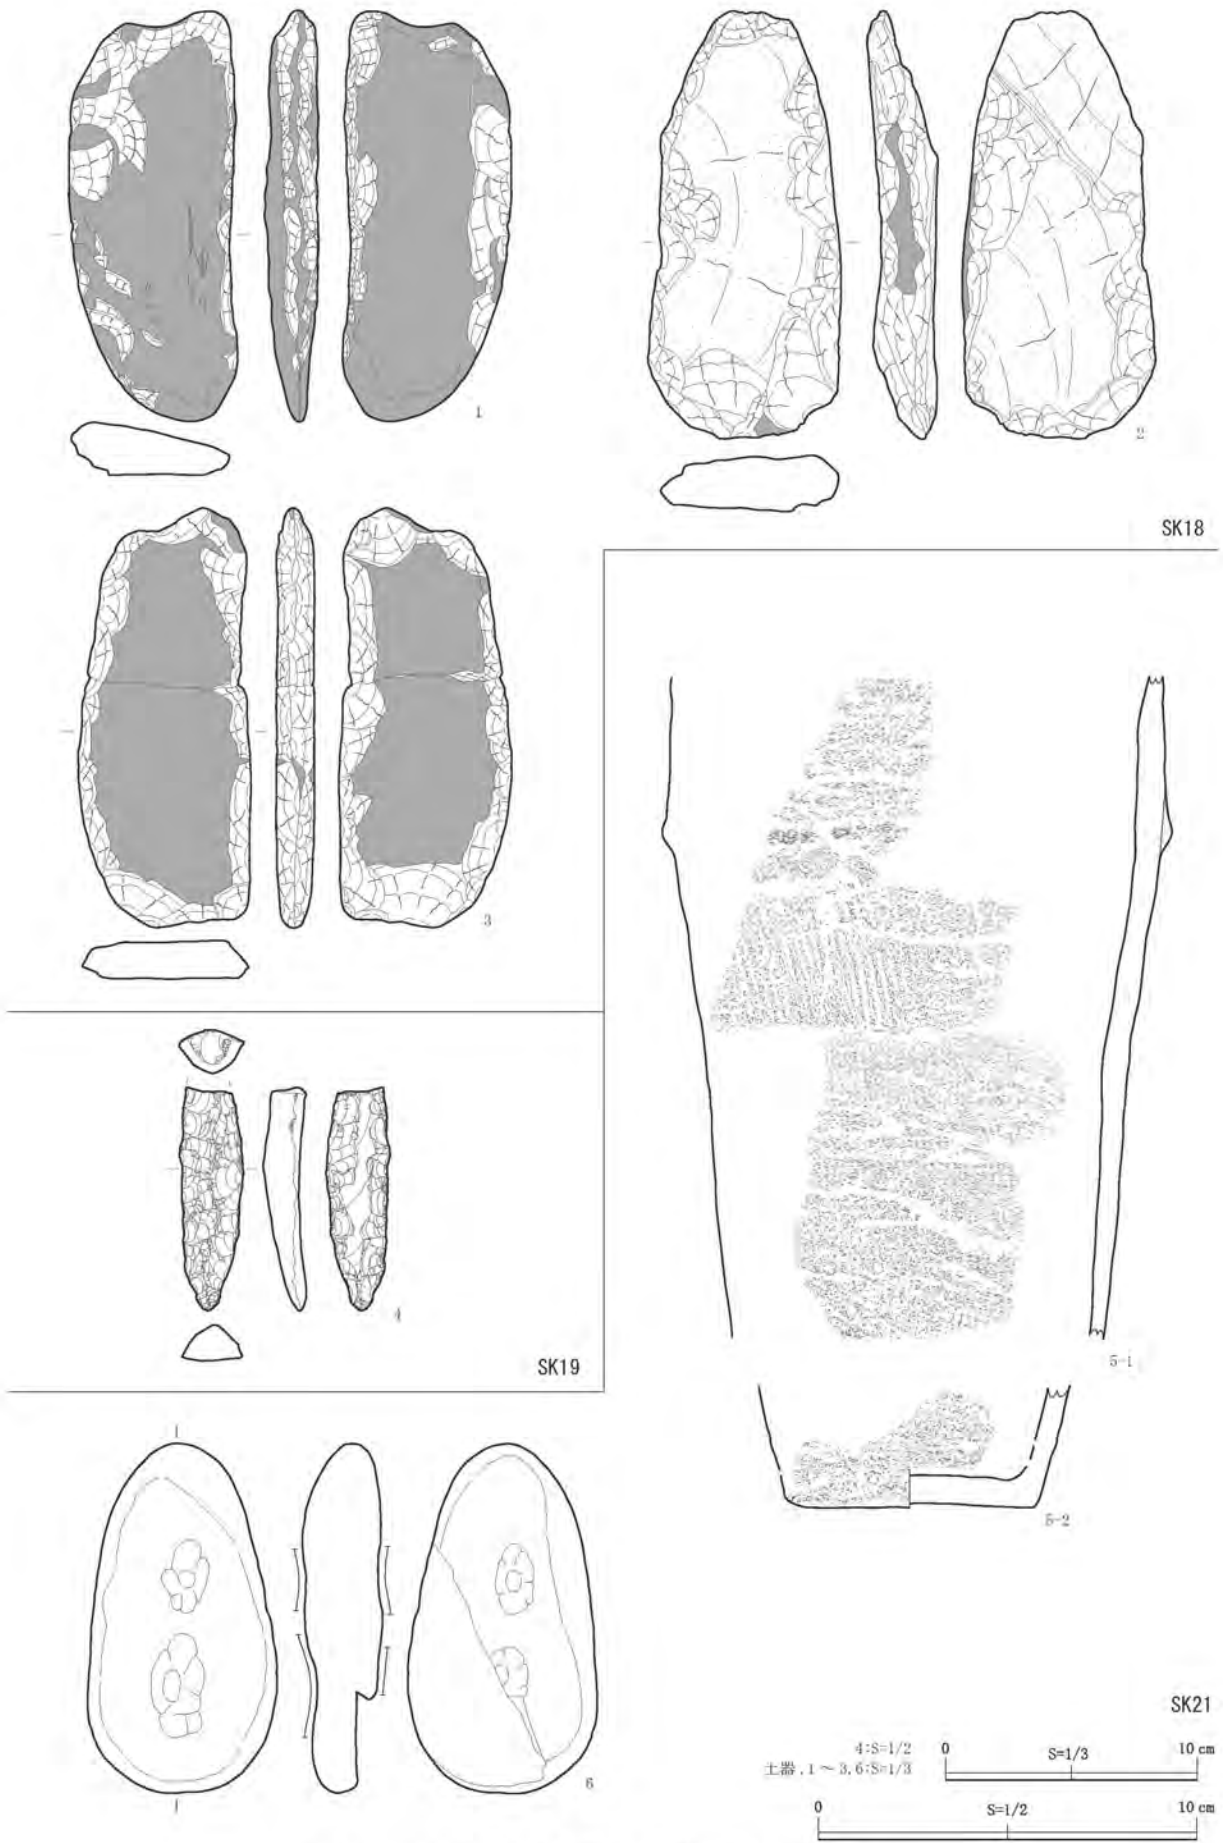 1
2
SK18
3
4
SK19
5-1
5-2
6
SK21
4:S=1/2
土器,1～3,6:S=1/3
0 S=1/3 10 cm
0 S=1/2 10 cm